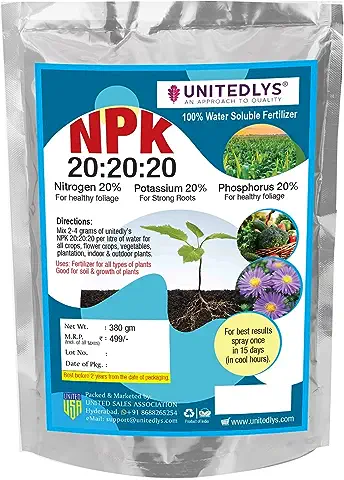 UNITEDLYS®
AN APPROACH TO QUALITY
100% Water Soluble Fertilizer
NPK
20:20:20
Nitrogen 20%
For healthy foliage
Potassium 20%
For Strong Roots
Phosphorus 20%
For healthy foliage
Directions:
Mix 2-4 grams of unitedly's
NPK 20:20:20 per litre of water for
all crops, flower crops, vegetables,
plantation, indoor & outdoor plants.
Uses: Fertilizer for all types of plants
Good for soil & growth of plants
Net Wt. : 380 gm
M.R.P. ₹ : 499/-
(Incl. of all taxes)
Lot No. :
Date of Pkg. :
Best before 2 years from the date of packaging.
For best results
spray once
in 15 days
(in cool hours).
UNITED
USA
Packed & Marketed by
UNITED SALES ASSOCIATION
Hyderabad. +91 8688265254
eMail: support@unitedlys.com
Product of India
www.unitedlys.com